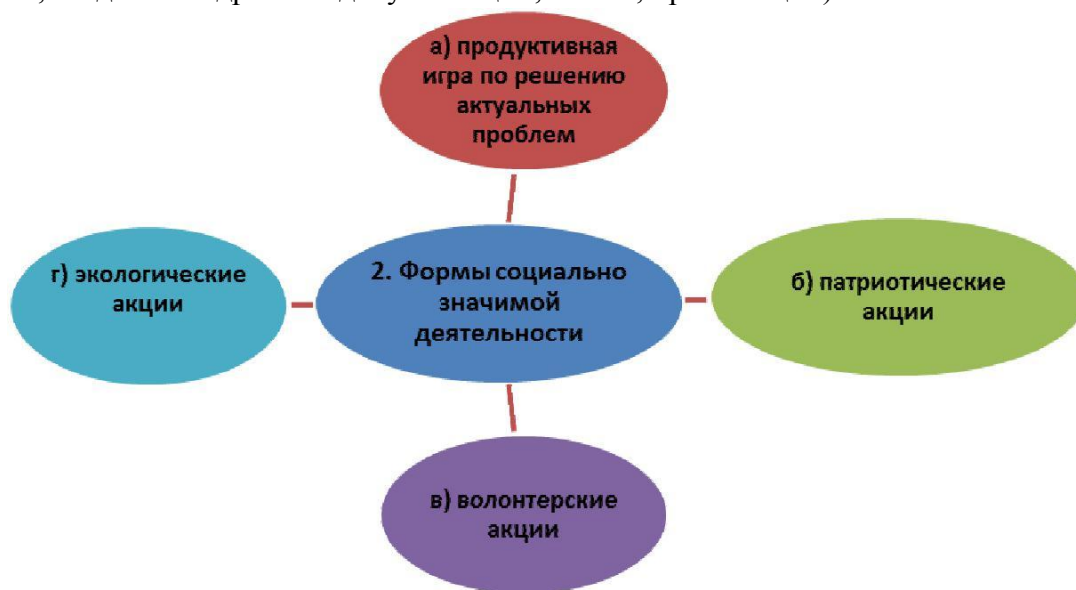 а) продуктивная
игра по решению
актуальных
проблем
г) экологические
акции
2. Формы социально
значимой
деятельности
б) патриотические
акции
в) волонтерские
акции